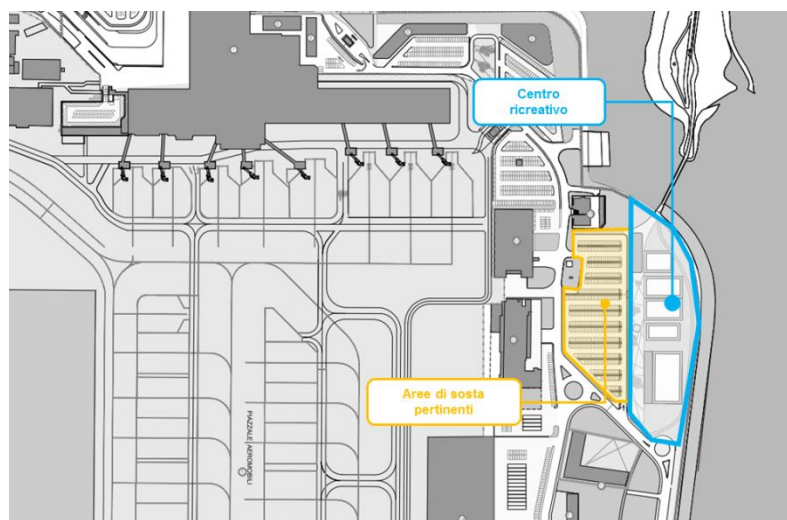 Centro
ricreativo
Aree di sosta
pertinenti
PIAZZALE AEROMOBILI